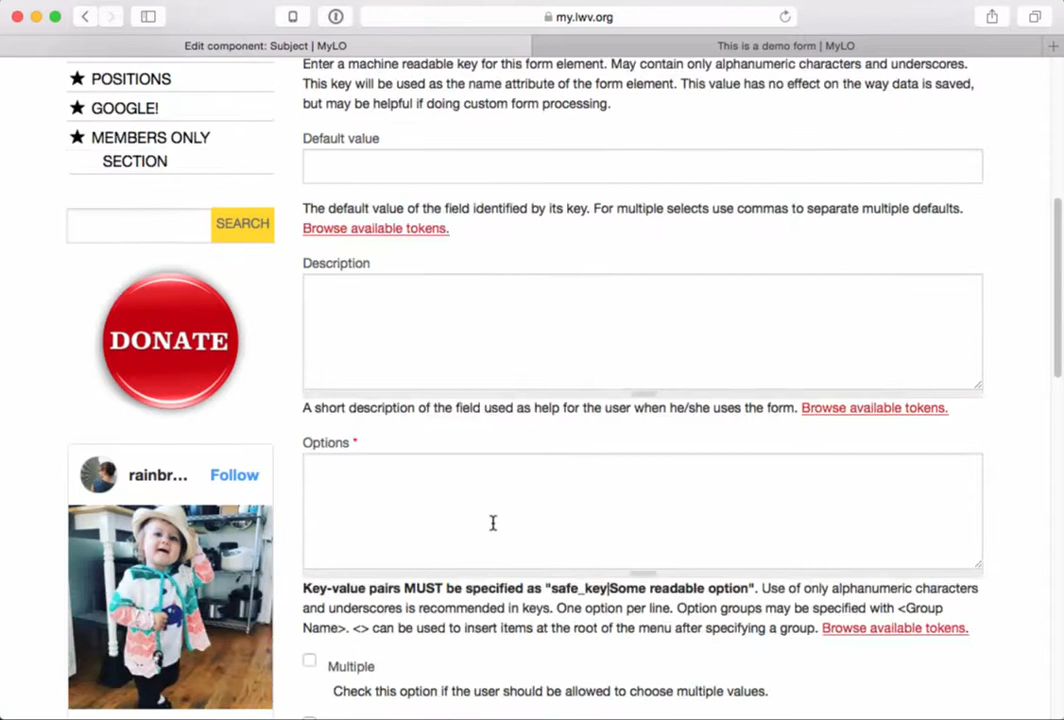 my.lwv.org
Edit component: Subject | MyLO
This is a demo form | MyLO
★ POSITIONS
★ GOOGLE!
★ MEMBERS ONLY
SECTION
SEARCH
DONATE
rainbr... Follow
Enter a machine readable key for this form element. May contain only alphanumeric characters and underscores.
This key will be used as the name attribute of the form element. This value has no effect on the way data is saved,
but may be helpful if doing custom form processing.
Default value
The default value of the field identified by its key. For multiple selects use commas to separate multiple defaults.
Browse available tokens.
Description
A short description of the field used as help for the user when he/she uses the form. Browse available tokens.
Options *
Key-value pairs MUST be specified as "safe_key|Some readable option". Use of only alphanumeric characters
and underscores is recommended in keys. One option per line. Option groups may be specified with <Group
Name>. <> can be used to insert items at the root of the menu after specifying a group. Browse available tokens.
Multiple
Check this option if the user should be allowed to choose multiple values.